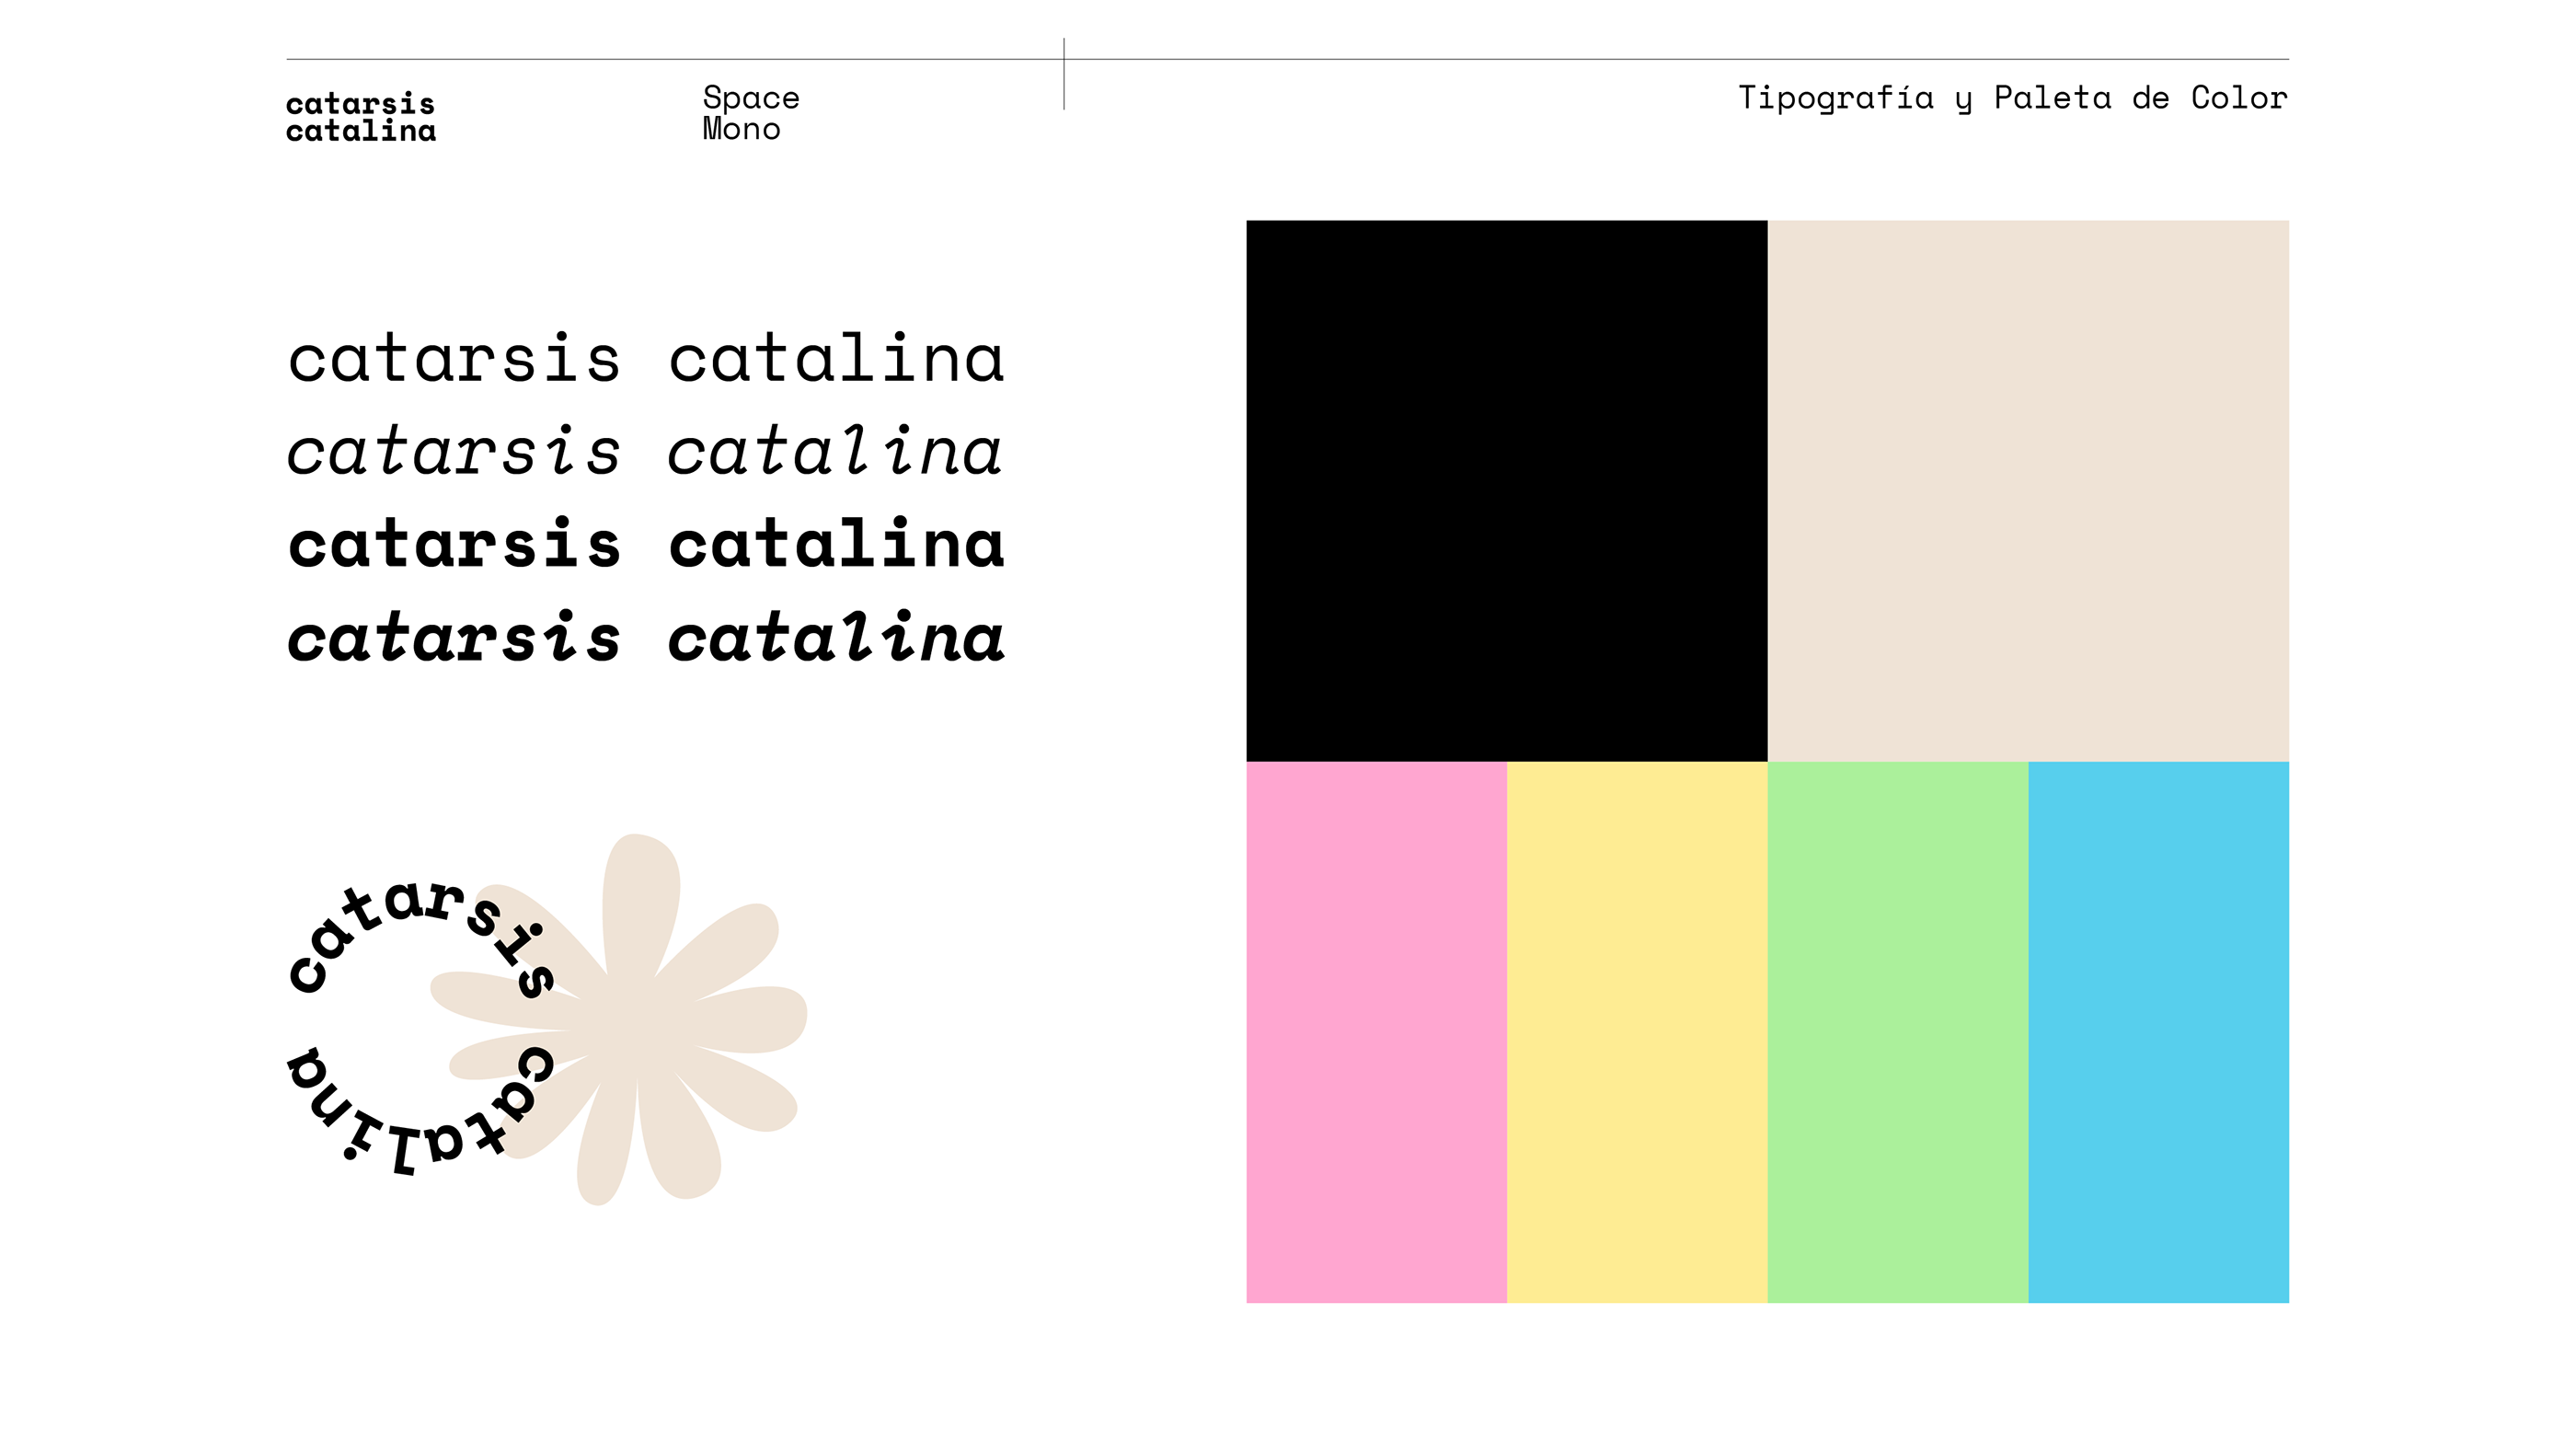 catarsis
catalina
Space
Mono
Tipografía y Paleta de Color
catarsis catalina
catarsis catalina
catarsis catalina
catarsis catalina
catarsis
catalina